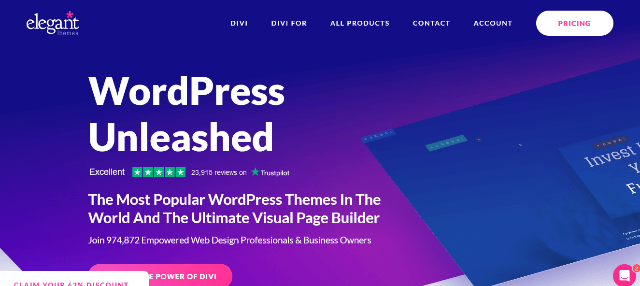 elegant
themes
DIVI DIVI FOR ALL PRODUCTS CONTACT ACCOUNT PRICING
WordPress
Unleashed
Excellent 23,916 reviews on Trustpilot
The Most Popular WordPress Themes In The
World And The Ultimate Visual Page Builder
Join 974,872 Empowered Web Design Professionals & Business Owners
POWER OF DIVI
CLAIM YOUR 63% DISCOUNT
Invest